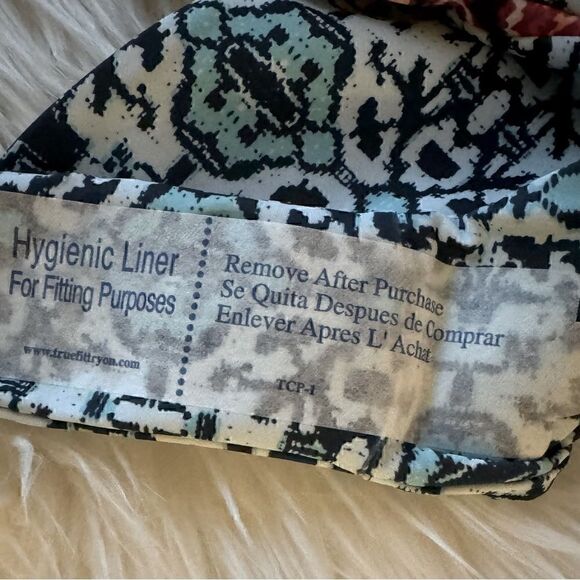 Hygienic Liner
For Fitting Purposes
www.truefittryon.com
Remove After Purchase
Se Quita Despues de Comprar
Enlever Apres L' Achat
TCP-1